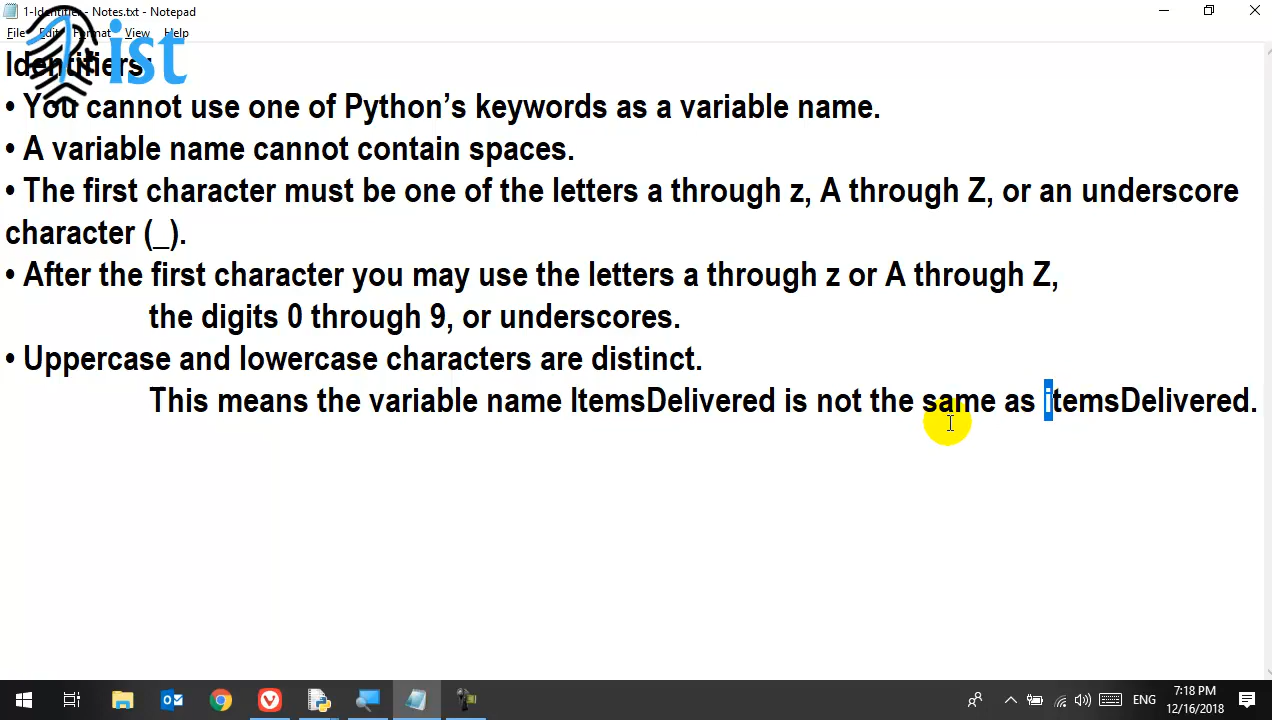 1-Identifier - Notes.txt - Notepad
File Edit Format View Help
ist
Identifiers:
• You cannot use one of Python’s keywords as a variable name.
• A variable name cannot contain spaces.
• The first character must be one of the letters a through z, A through Z, or an underscore
character (_).
• After the first character you may use the letters a through z or A through Z,
the digits 0 through 9, or underscores.
• Uppercase and lowercase characters are distinct.
This means the variable name ItemsDelivered is not the same as itemsDelivered.
ENG
7:18 PM
12/16/2018